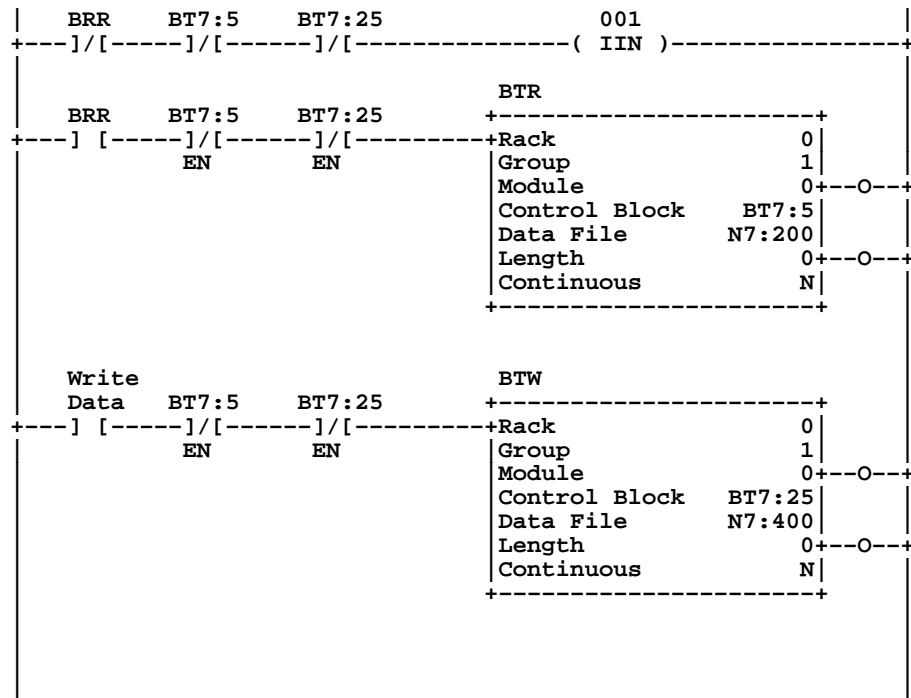 BRR BT7:5 BT7:25 001
+---]/[-----]/[------]/[---------------( IIN )----------------+
BTR
BRR BT7:5 BT7:25 +----------------------+
+---] [-----]/[------]/[---------+Rack 0|
EN EN |Group 1|
|Module 0+--O--+
|Control Block BT7:5|
|Data File N7:200|
|Length 0+--O--+
|Continuous N|
+----------------------+
Write BTW
Data BT7:5 BT7:25 +----------------------+
+---] [-----]/[------]/[---------+Rack 0|
EN EN |Group 1|
|Module 0+--O--+
|Control Block BT7:25|
|Data File N7:400|
|Length 0+--O--+
|Continuous N|
+----------------------+